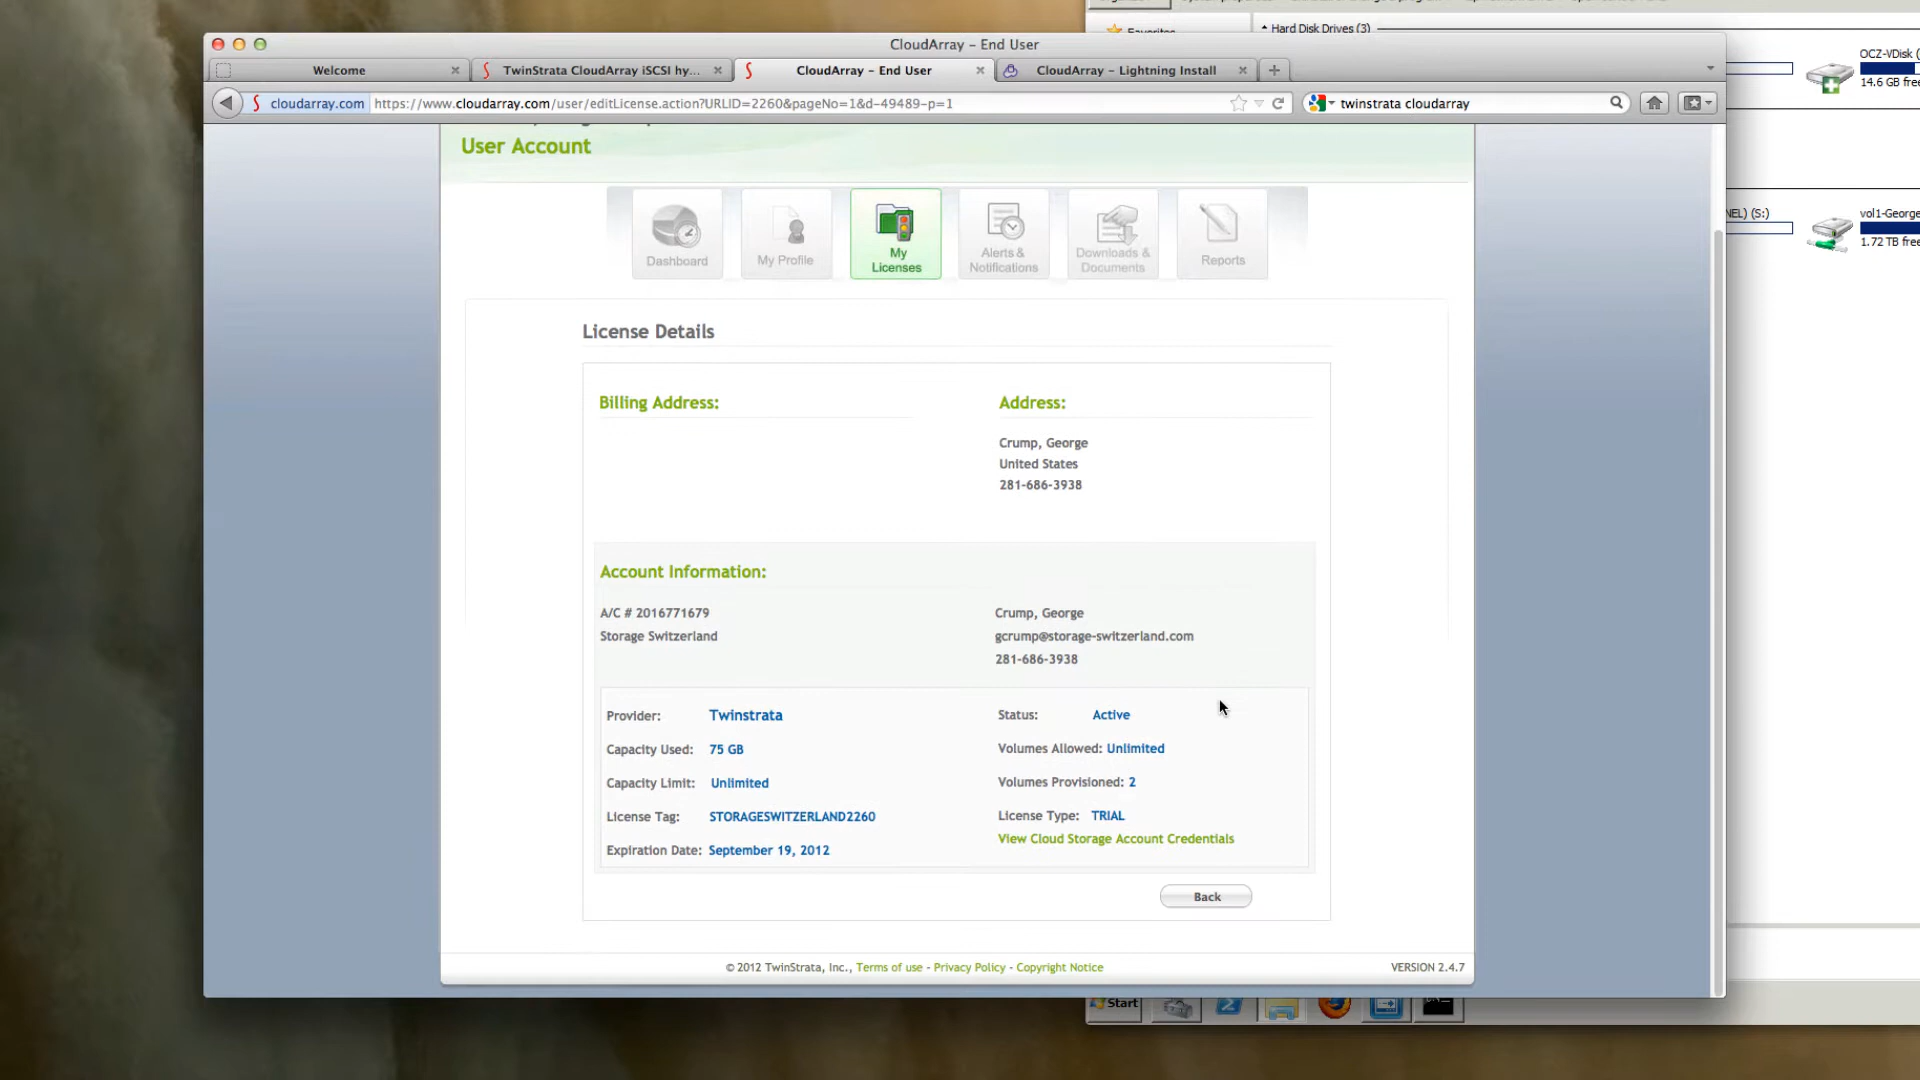 Hard Disk Drives (3)
CloudArray – End User
Welcome
TwinStrata CloudArray iSCSI hy...
CloudArray – End User
CloudArray – Lightning Install
cloudarray.com
https://www.cloudarray.com/user/editLicense.action?URLID=2260&pageNo=1&d-49489-p=1
twinstrata cloudarray
OCZ-VDisk (
14.6 GB free
User Account
Dashboard
My Profile
My Licenses
Alerts & Notifications
Downloads & Documents
Reports
NEL) (S:)
vol1-George
1.72 TB free
License Details
Billing Address:
Address:
Crump, George
United States
281-686-3938
Account Information:
A/C # 2016771679
Crump, George
Storage Switzerland
gcrump@storage-switzerland.com
281-686-3938
Provider: Twinstrata
Status: Active
Capacity Used: 75 GB
Volumes Allowed: Unlimited
Capacity Limit: Unlimited
Volumes Provisioned: 2
License Tag: STORAGESWITZERLAND2260
License Type: TRIAL
View Cloud Storage Account Credentials
Expiration Date: September 19, 2012
Back
© 2012 TwinStrata, Inc., Terms of use - Privacy Policy - Copyright Notice
VERSION 2.4.7
Start